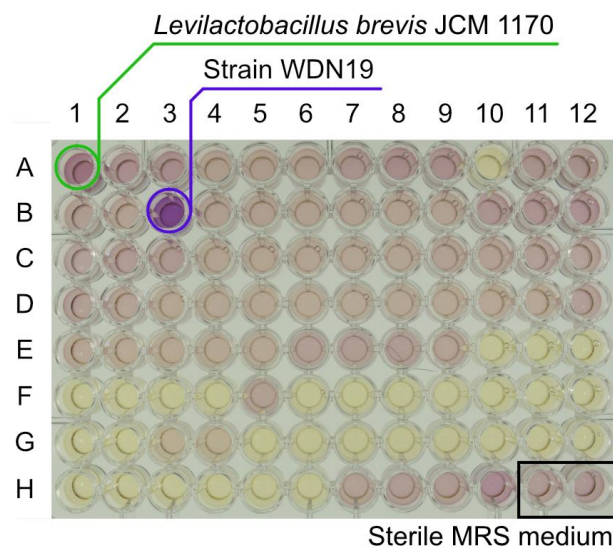 Levilactobacillus brevis JCM 1170
Strain WDN19
1 2 3 4 5 6 7 8 9 10 11 12
A
B
C
D
E
F
G
H
Sterile MRS medium